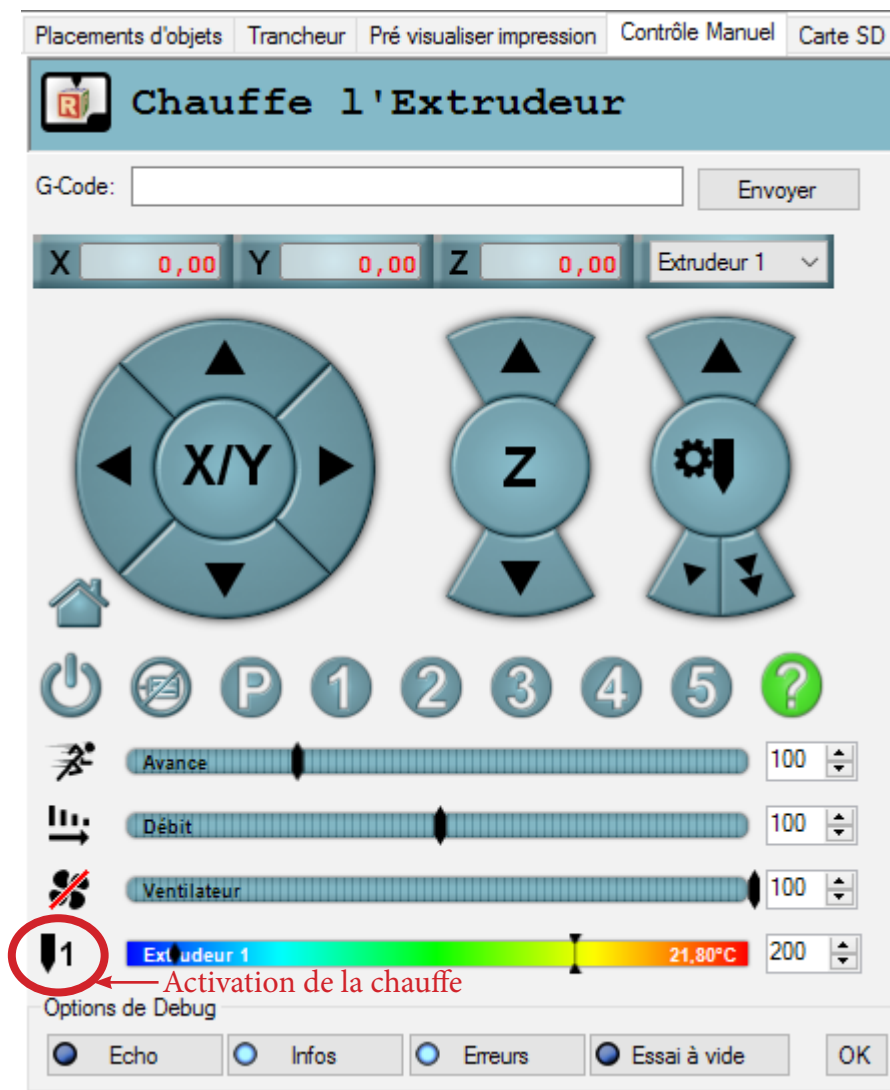 Placements d'objets Trancheur Pré visualiser impression Contrôle Manuel Carte SD
R
Chauffe l'Extrudeur
G-Code: Envoyer
X 0,00 Y 0,00 Z 0,00 Extrudeur 1
X/Y Z
P 1 2 3 4 5 ?
Avance 100
Débit 100
Ventilateur 100
1 Extrudeur 1 21,80°C 200
Activation de la chauffe
Options de Debug
Echo Infos Erreurs Essai à vide OK